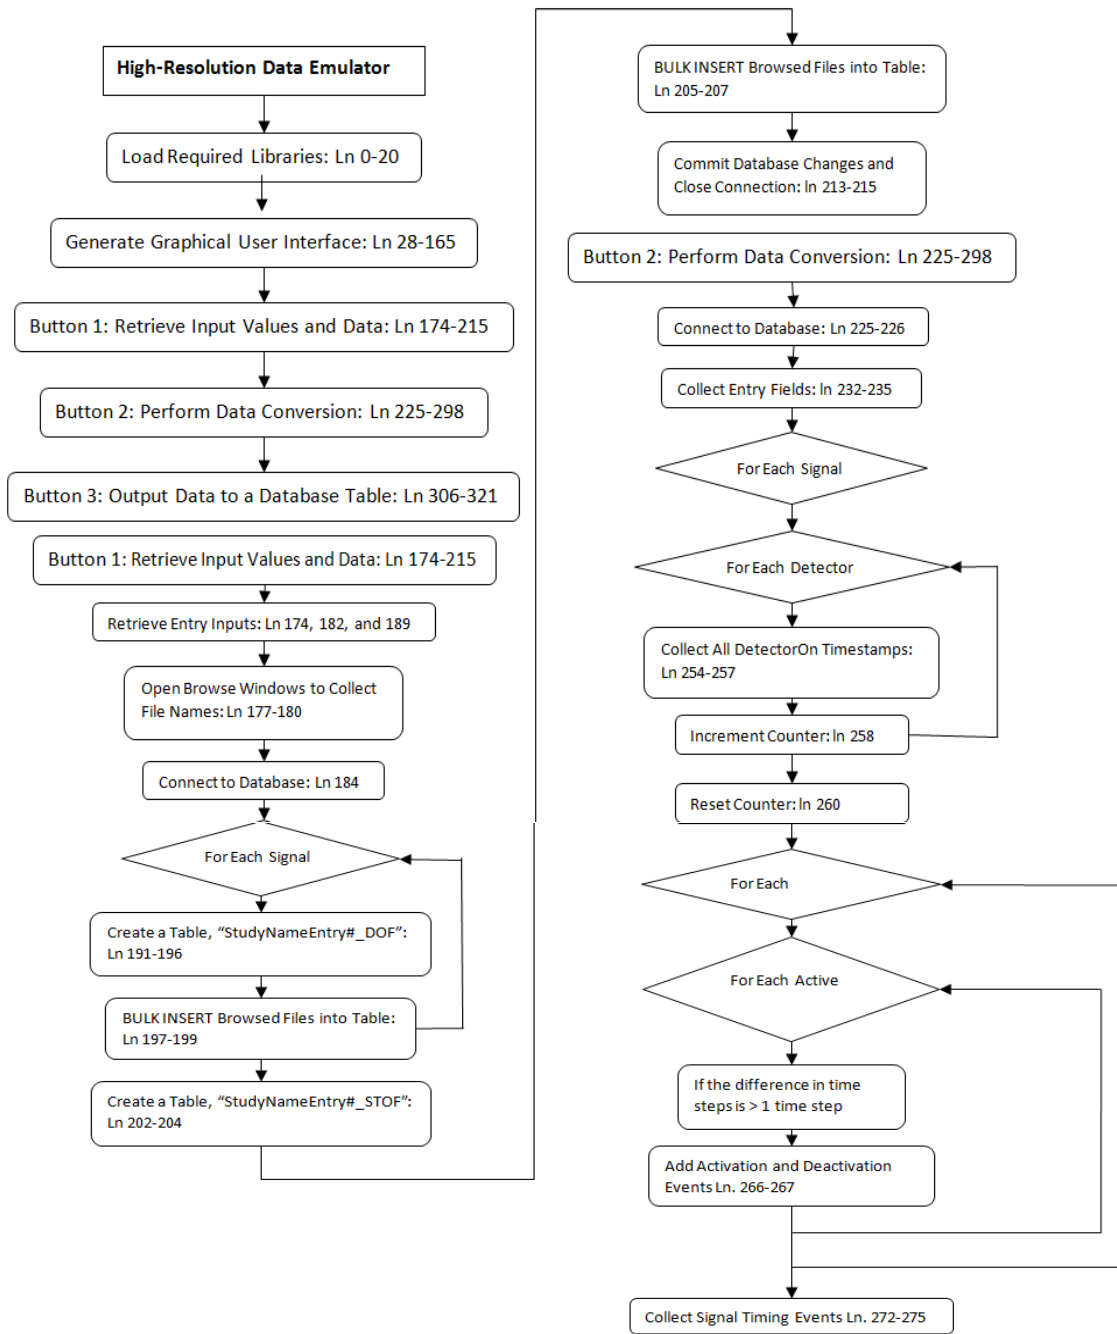 High-Resolution Data Emulator
Load Required Libraries: Ln 0-20
Generate Graphical User Interface: Ln 28-165
Button 1: Retrieve Input Values and Data: Ln 174-215
Button 2: Perform Data Conversion: Ln 225-298
Button 3: Output Data to a Database Table: Ln 306-321
Button 1: Retrieve Input Values and Data: Ln 174-215
Retrieve Entry Inputs: Ln 174, 182, and 189
Open Browse Windows to Collect
File Names: Ln 177-180
Connect to Database: Ln 184
For Each Signal
Create a Table, “StudyNameEntry#_DOF”:
Ln 191-196
BULK INSERT Browsed Files into Table:
Ln 197-199
Create a Table, “StudyNameEntry#_STOF”:
Ln 202-204
BULK INSERT Browsed Files into Table:
Ln 205-207
Commit Database Changes and
Close Connection: ln 213-215
Button 2: Perform Data Conversion: Ln 225-298
Connect to Database: Ln 225-226
Collect Entry Fields: ln 232-235
For Each Signal
For Each Detector
Collect All DetectorOn Timestamps:
Ln 254-257
Increment Counter: ln 258
Reset Counter: ln 260
For Each
For Each Active
If the difference in time
steps is > 1 time step
Add Activation and Deactivation
Events Ln. 266-267
Collect Signal Timing Events Ln. 272-275